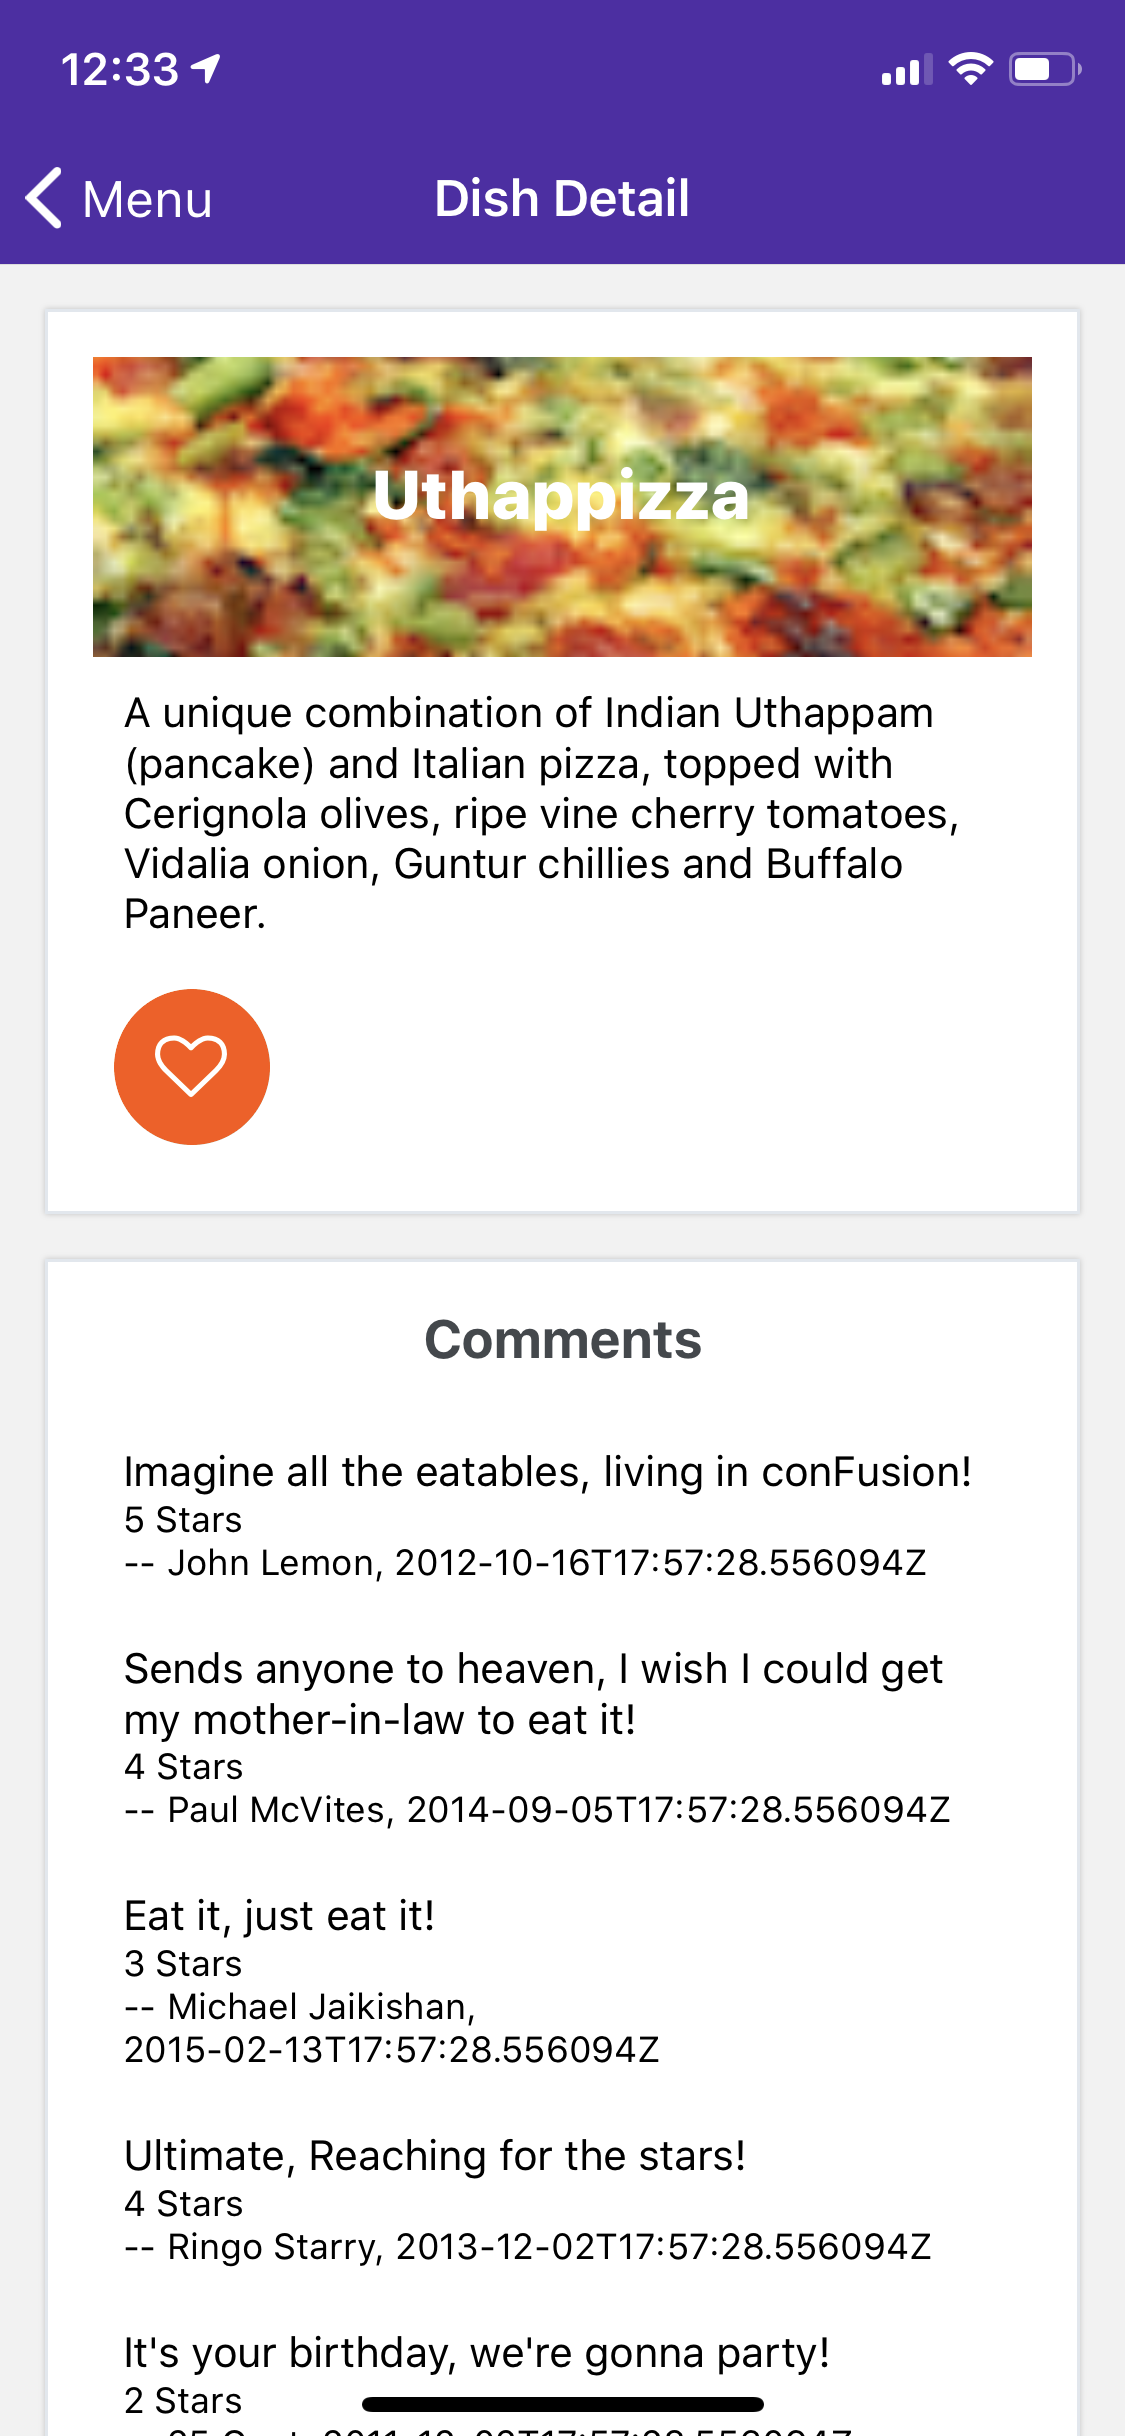 12:33
Menu
Dish Detail
Uthappizza
A unique combination of Indian Uthappam
(pancake) and Italian pizza, topped with
Cerignola olives, ripe vine cherry tomatoes,
Vidalia onion, Guntur chillies and Buffalo
Paneer.
Comments
Imagine all the eatables, living in conFusion!
5 Stars
-- John Lemon, 2012-10-16T17:57:28.556094Z
Sends anyone to heaven, I wish I could get
my mother-in-law to eat it!
4 Stars
-- Paul McVites, 2014-09-05T17:57:28.556094Z
Eat it, just eat it!
3 Stars
-- Michael Jaikishan,
2015-02-13T17:57:28.556094Z
Ultimate, Reaching for the stars!
4 Stars
-- Ringo Starry, 2013-12-02T17:57:28.556094Z
It's your birthday, we're gonna party!
2 Stars